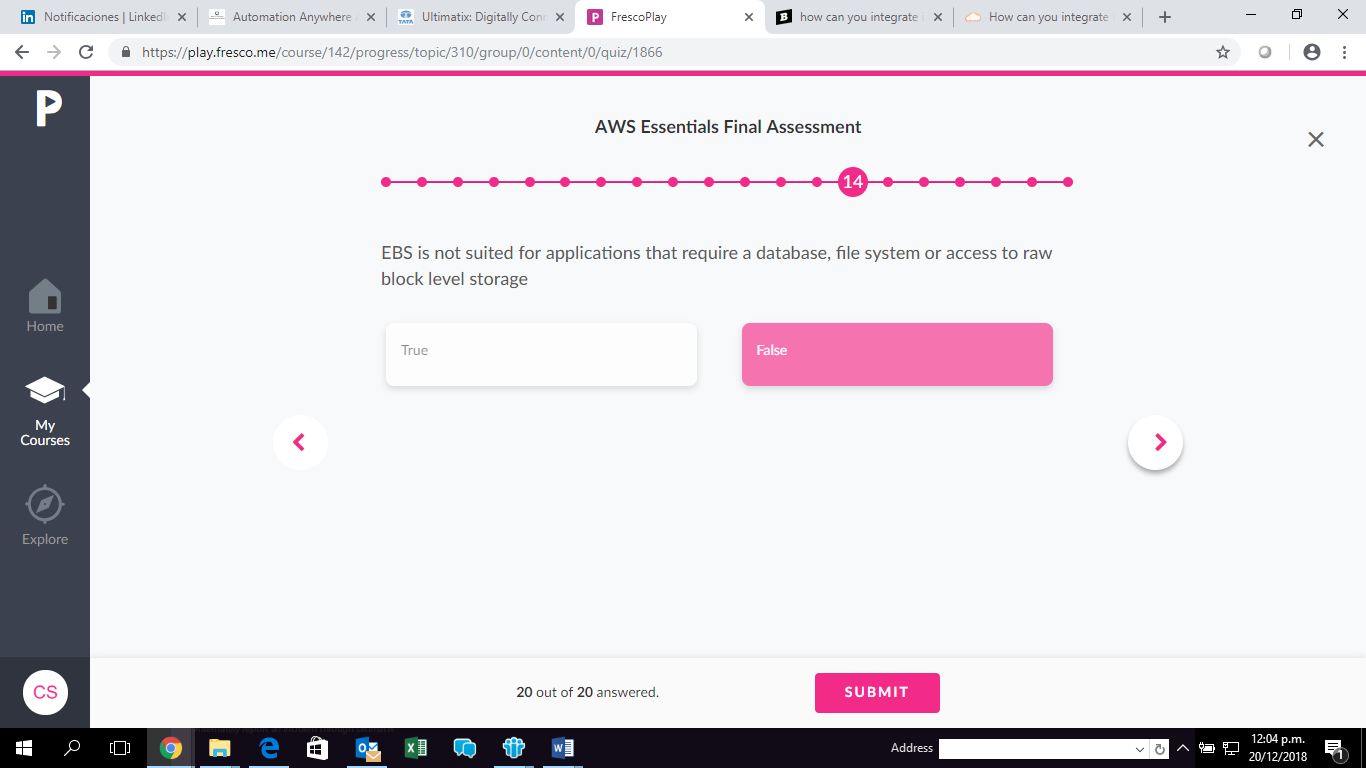 Notificaciones | LinkedI
Automation Anywhere
Ultimatix: Digitally Conn
FrescoPlay
how can you integrate
How can you integrate
https://play.fresco.me/course/142/progress/topic/310/group/0/content/0/quiz/1866
P
AWS Essentials Final Assessment
14
EBS is not suited for applications that require a database, file system or access to raw
block level storage
True
False
Home
My
Courses
Explore
CS
20 out of 20 answered.
SUBMIT
Address
12:04 p.m.
20/12/2018
1